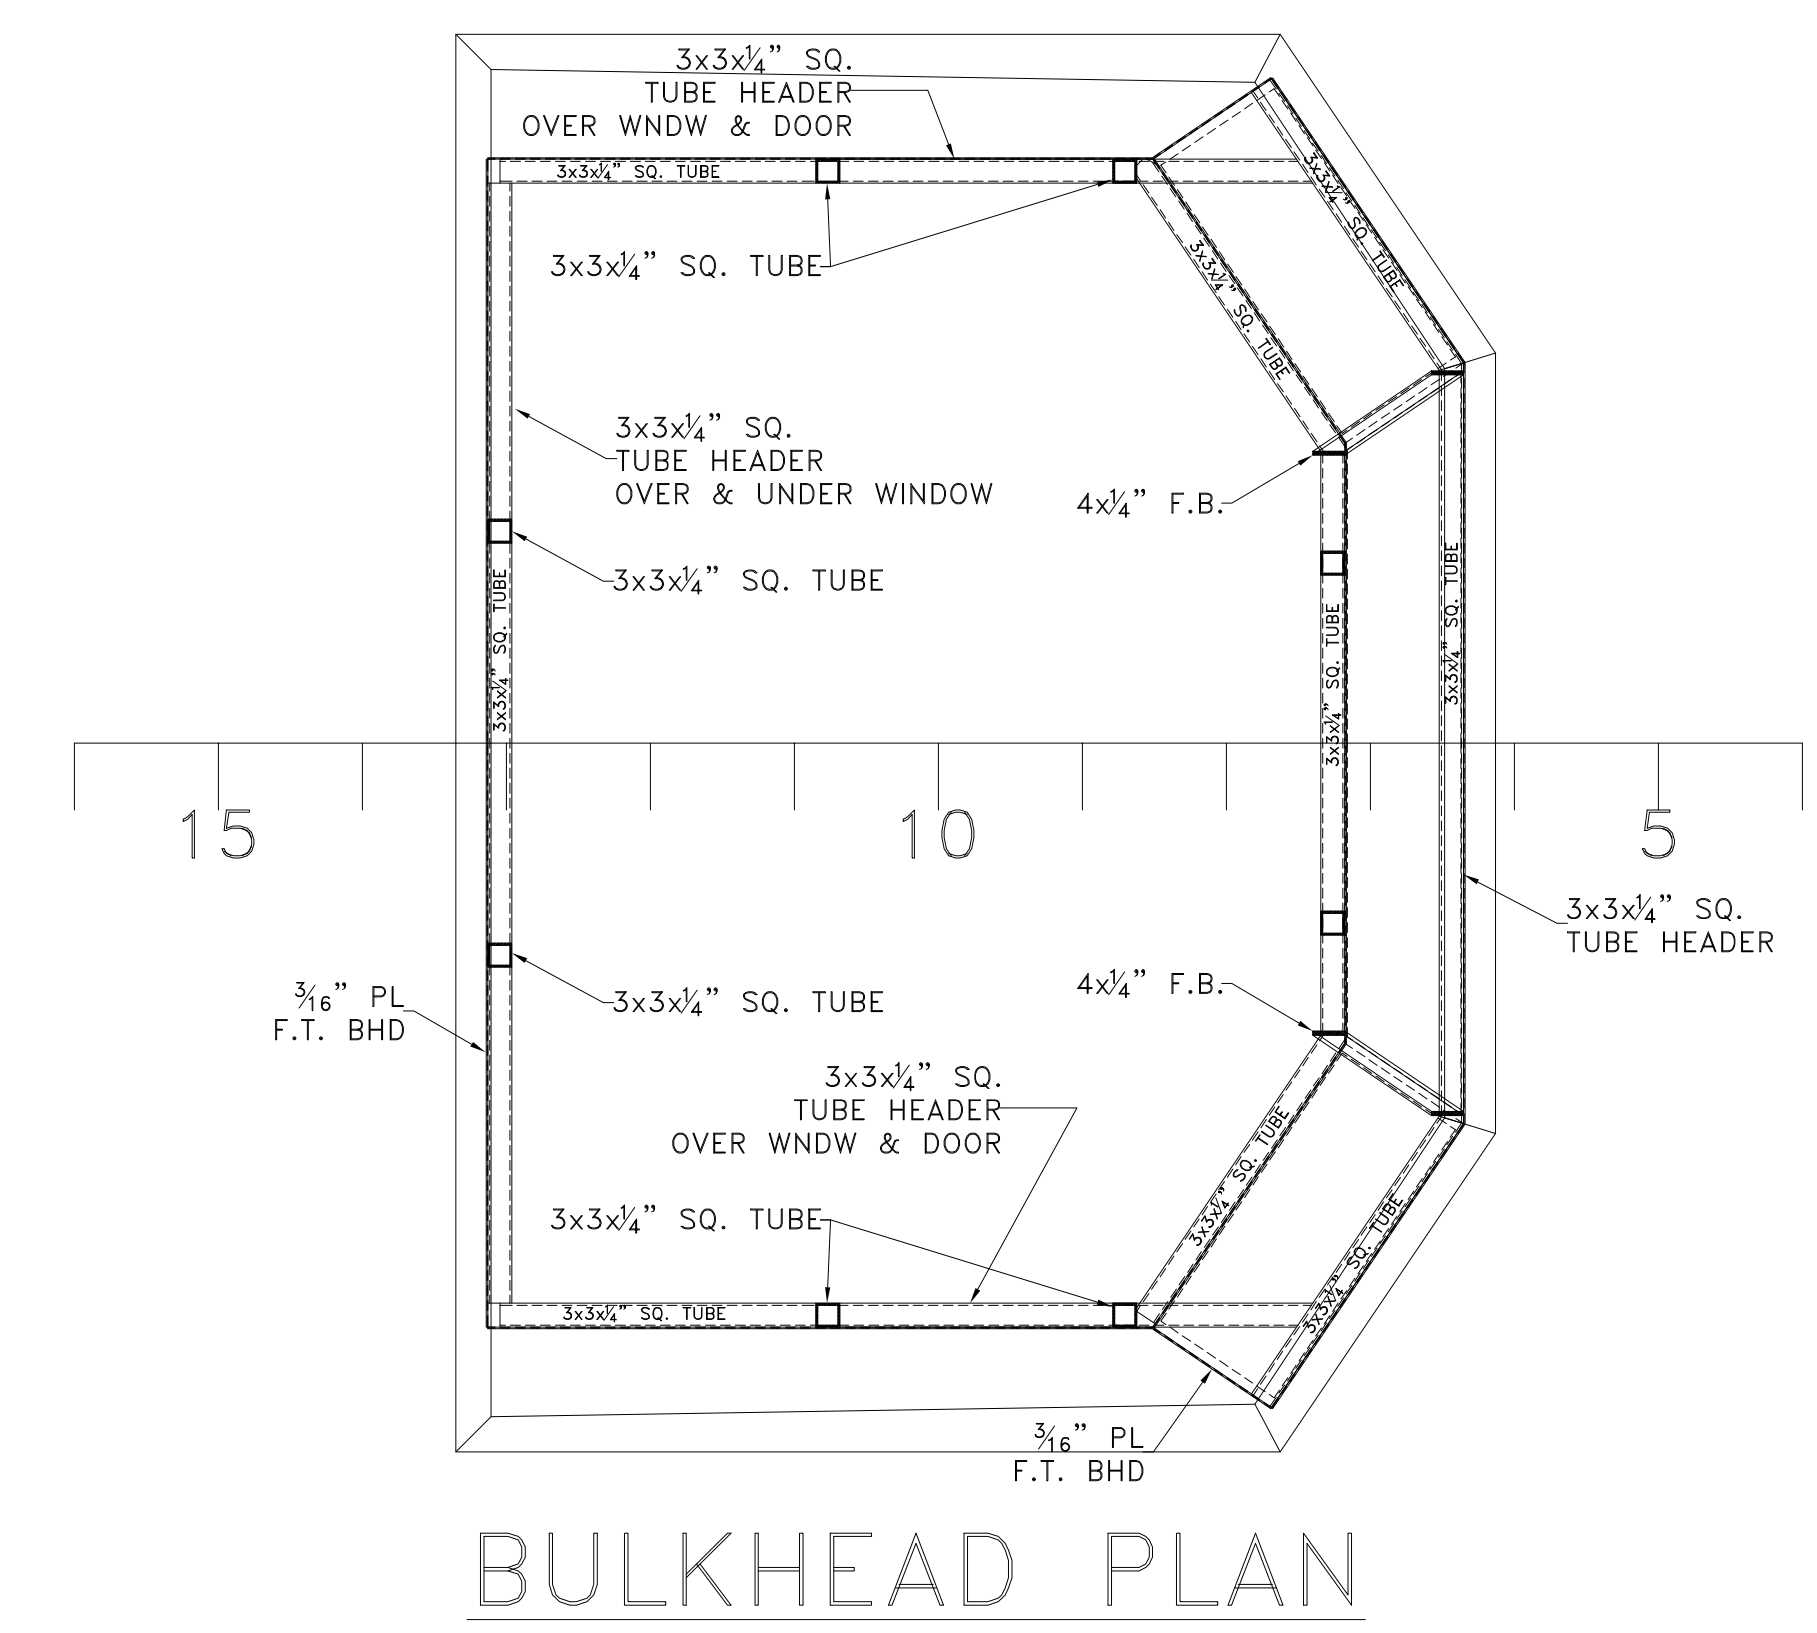 3x3x1/4” SQ.
TUBE HEADER
OVER WNDW & DOOR
3x3x1/4” SQ. TUBE
3x3x1/4” SQ. TUBE
3x3x1/4” SQ. TUBE
3x3x1/4” SQ. TUBE
3x3x1/4” SQ.
TUBE HEADER
OVER & UNDER WINDOW
4x1/4” F.B.
3x3x1/4” SQ. TUBE
3x3x1/4” SQ. TUBE
3x3x1/4” SQ. TUBE
3x3x1/4” SQ. TUBE
15
10
5
3x3x1/4” SQ.
TUBE HEADER
4x1/4” F.B.
3/16” PL
F.T. BHD
3x3x1/4” SQ. TUBE
3x3x1/4” SQ.
TUBE HEADER
OVER WNDW & DOOR
3x3x1/4” SQ. TUBE
3x3x1/4” SQ. TUBE
3x3x1/4” SQ. TUBE
3x3x1/4” SQ. TUBE
3/16” PL
F.T. BHD
BULKHEAD PLAN